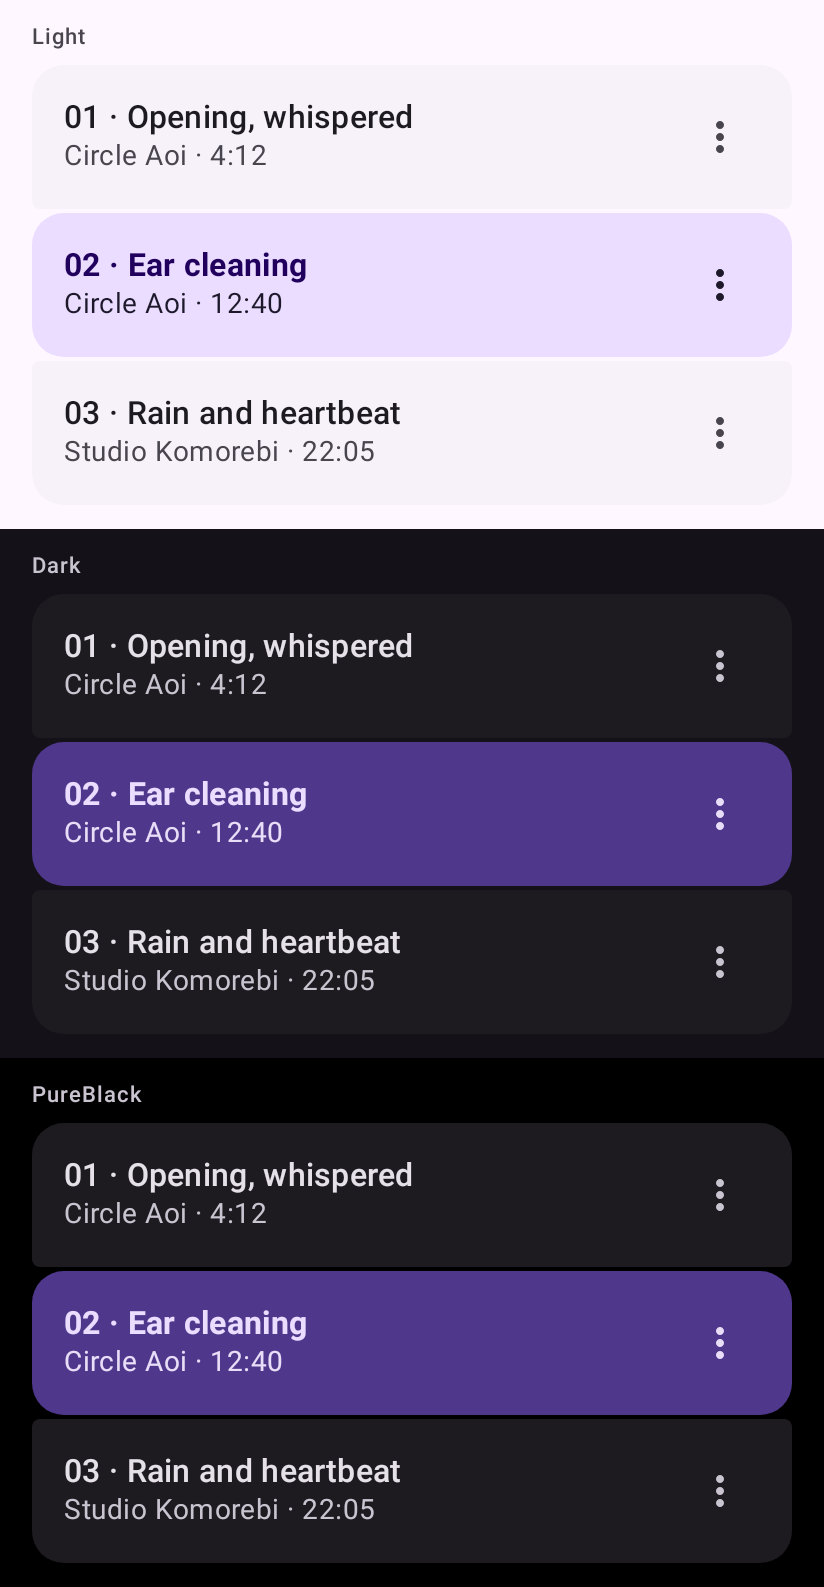 Light
01 · Opening, whispered
Circle Aoi · 4:12
02 · Ear cleaning
Circle Aoi · 12:40
03 · Rain and heartbeat
Studio Komorebi · 22:05
Dark
01 · Opening, whispered
Circle Aoi · 4:12
02 · Ear cleaning
Circle Aoi · 12:40
03 · Rain and heartbeat
Studio Komorebi · 22:05
PureBlack
01 · Opening, whispered
Circle Aoi · 4:12
02 · Ear cleaning
Circle Aoi · 12:40
03 · Rain and heartbeat
Studio Komorebi · 22:05